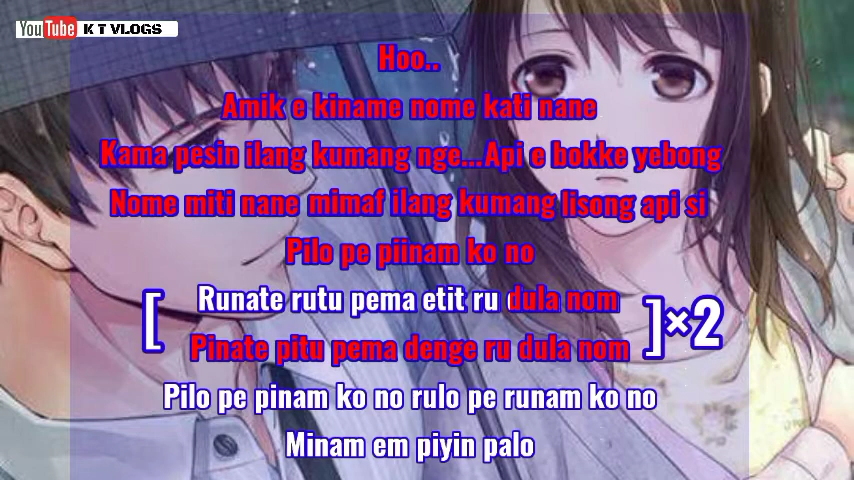 YouTube K T VLOGS
Hoo..
Amik e kiname nome kati nane
Kama pesin ilang kumang nge...Api e bokke yebong
Nome miti nane mimaf ilang kumang lisong api si
Pilo pe piinam ko no
[ Runate rutu pema etit ru dula nom
Pinate pitu pema denge ru dula nom ]×2
Pilo pe pinam ko no rulo pe runam ko no
Minam em piyin palo